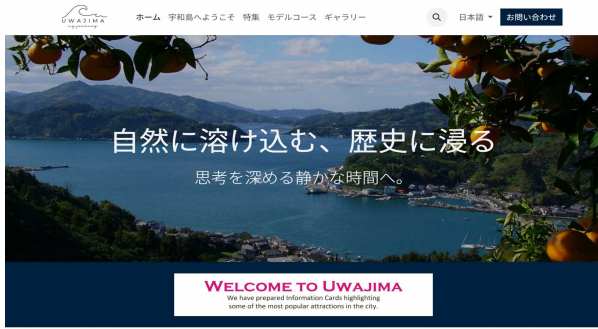 UWAJIMA
ホーム 宇和島へようこそ 特集 モデルコース ギャラリー
日本語
お問い合わせ
自然に溶け込む、歴史に浸る
思考を深める静かな時間へ。
WELCOME TO UWAJIMA
We have prepared Information Cards highlighting
some of the most popular attractions in the city.